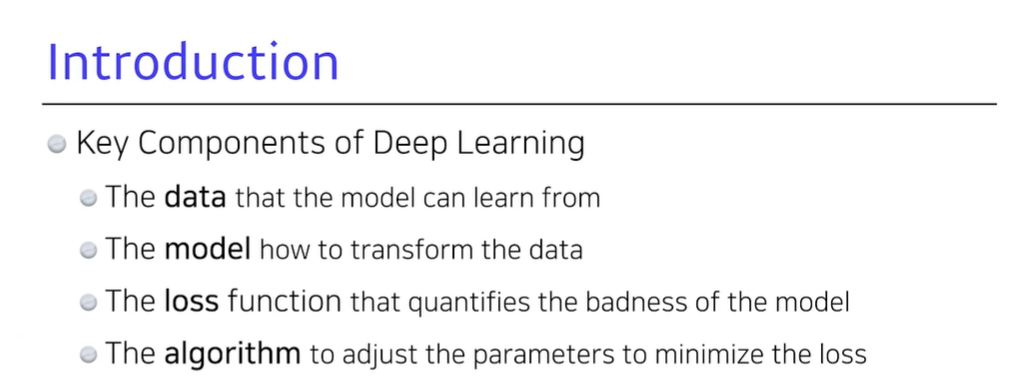 Introduction
Key Components of Deep Learning
The data that the model can learn from
The model how to transform the data
The loss function that quantifies the badness of the model
The algorithm to adjust the parameters to minimize the loss